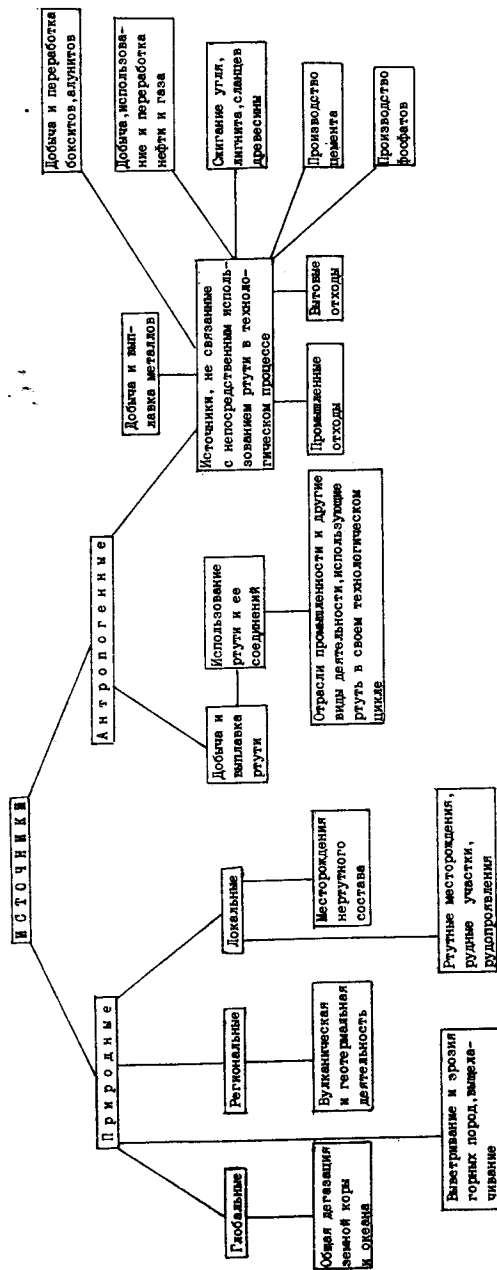 ИСТОЧНИКИ
Природные
Антропогенные
Глобальные
Региональные
Локальные
Общая дегазация
земной коры
и океана
Вулканическая
и геотермальная
деятельность
Месторождения
нертутного
состава
Выветривание и эрозия
горных пород, выщела-
чивание
Ртутные месторождения,
рудные участки,
рудопроявления
Добыча и
выплавка
ртути
Использование
ртути и ее
соединений
Отрасли промышленности и другие
виды деятельности, использующие
ртуть в своем технологическом
цикле
Добыча и вып-
лавка металлов
Источники, не связанные
с непосредственным исполь-
зованием ртути в техноло-
гическом процессе
Промышленные
отходы
Бытовые
отходы
Добыча и переработка
бокситов, алунитов
Добыча, использова-
ние и переработка
нефти и газа
Сжигание угля,
лигнита, сланцев
древесины
Производство
цемента
Производство
фосфатов